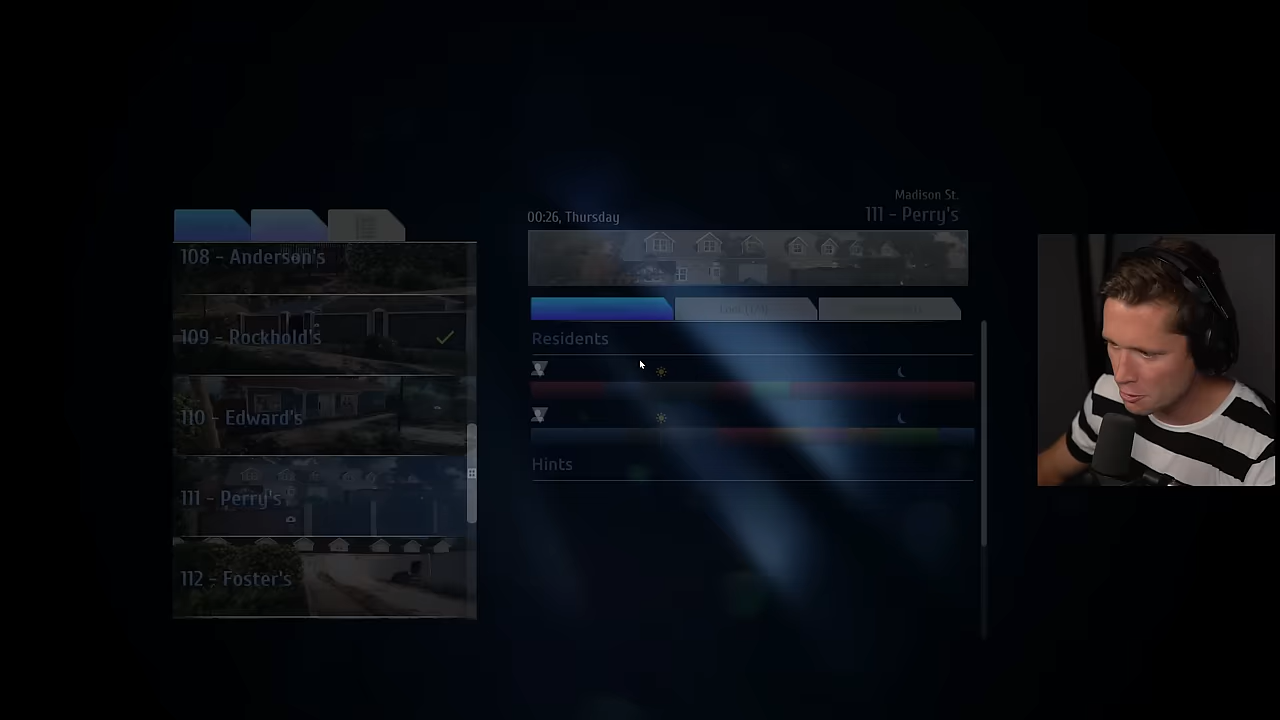 Madison St.
00:26, Thursday
111 - Perry's
108 - Anderson's
109 - Rockhold's
110 - Edward's
111 - Perry's
112 - Foster's
Residents
Hints